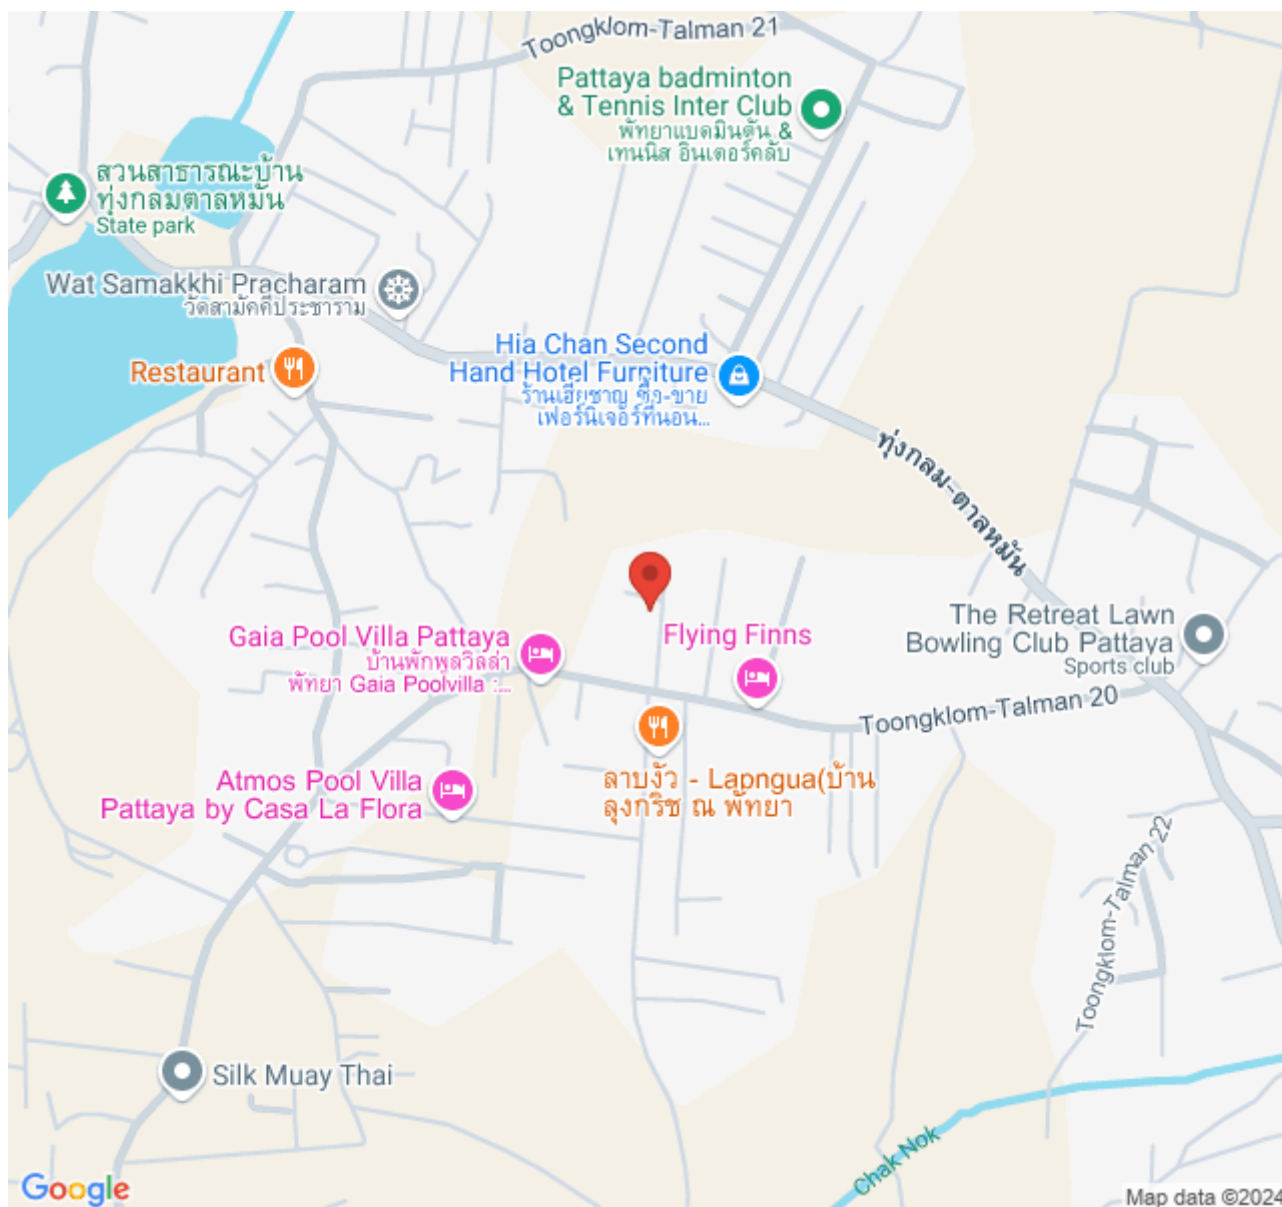 Toongklom-Talman 21
Pattaya badminton
& Tennis Inter Club
พัทยาแบดมินตัน &
เทนนิส อินเตอร์คลับ
สวนสาธารณะบ้าน
ทุ่งกลมตาลหมัน
State park
Wat Samakkhi Pracharam
วัดสามัคคีประชาราม
Restaurant
Hia Chan Second
Hand Hotel Furniture
ร้านเฮียชาญ ซื้อ-ขาย
เฟอร์นิเจอร์ที่นอน...
ทุ่งกลม-ตาลหมัน
The Retreat Lawn
Bowling Club Pattaya
Sports club
Gaia Pool Villa Pattaya
บ้านพักพูลวิลล่า
พัทยา Gaia Poolvilla :...
Flying Finns
Toongklom-Talman 20
ลาบงัว - Lapngua(บ้าน
ลุงกริช ณ พัทยา
Atmos Pool Villa
Pattaya by Casa La Flora
Toongklom-Talman 22
Silk Muay Thai
Chak Nok
Google
Map data ©2024